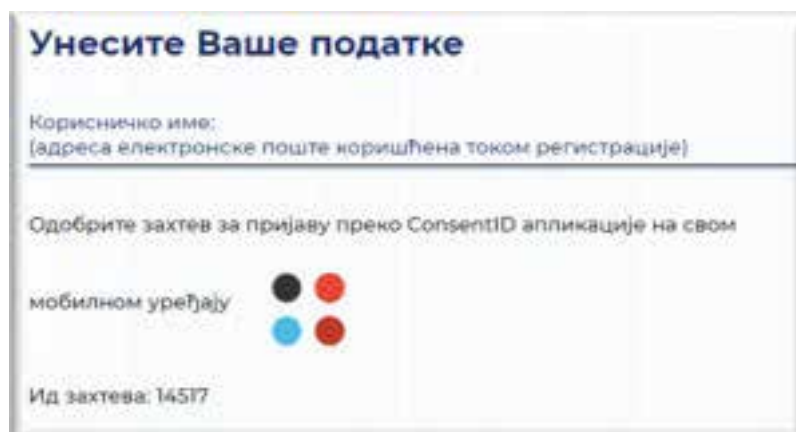 Унесите Ваше податке
Корисничко име:
(адреса електронске поште коришћена током регистрације)
Одобрите захтев за пријаву преко ConsentID апликације на свом
мобилном уређају
Ид захтева: 14517